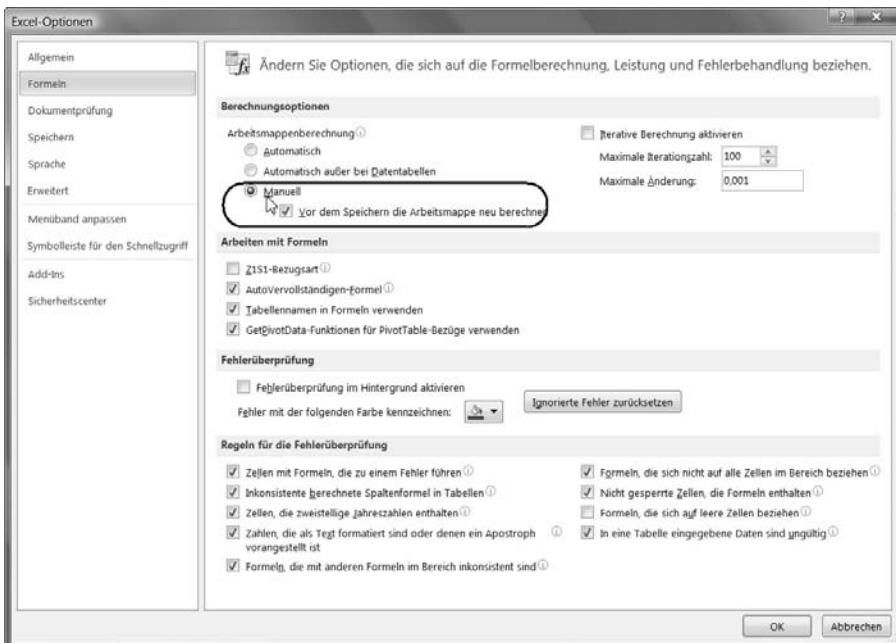 Excel-Optionen
Allgemein
Formeln
Dokumentprüfung
Speichern
Sprache
Erweitert
Menüband anpassen
Symbolleiste für den Schnellzugriff
Add-Ins
Sicherheitscenter
Ändern Sie Optionen, die sich auf die Formelberechnung, Leistung und Fehlerbehandlung beziehen.
Berechnungsoptionen
Arbeitsmappenberechnung
Automatisch
Automatisch außer bei Datentabellen
Manuell
Vor dem Speichern die Arbeitsmappe neu berechnen
Iterative Berechnung aktivieren
Maximale Iterationszahl: 100
Maximale Änderung: 0,001
Arbeiten mit Formeln
Z1S1-Bezugsart
AutoVervollständigen-Formel
Tabellennamen in Formeln verwenden
GetPivotData-Funktionen für PivotTable-Bezüge verwenden
Fehlerüberprüfung
Fehlerüberprüfung im Hintergrund aktivieren
Fehler mit der folgenden Farbe kennzeichnen:
Ignorierte Fehler zurücksetzen
Regeln für die Fehlerüberprüfung
Zellen mit Formeln, die zu einem Fehler führen
Inkonsistente berechnete Spaltenformel in Tabellen
Zellen, die zweistellige Jahreszahlen enthalten
Zahlen, die als Text formatiert sind oder denen ein Apostroph
vorangestellt ist
Formeln, die mit anderen Formeln im Bereich inkonsistent sind
Formeln, die sich nicht auf alle Zellen im Bereich beziehen
Nicht gesperrte Zellen, die Formeln enthalten
Formeln, die sich auf leere Zellen beziehen
In eine Tabelle eingegebene Daten sind ungültig
OK
Abbrechen